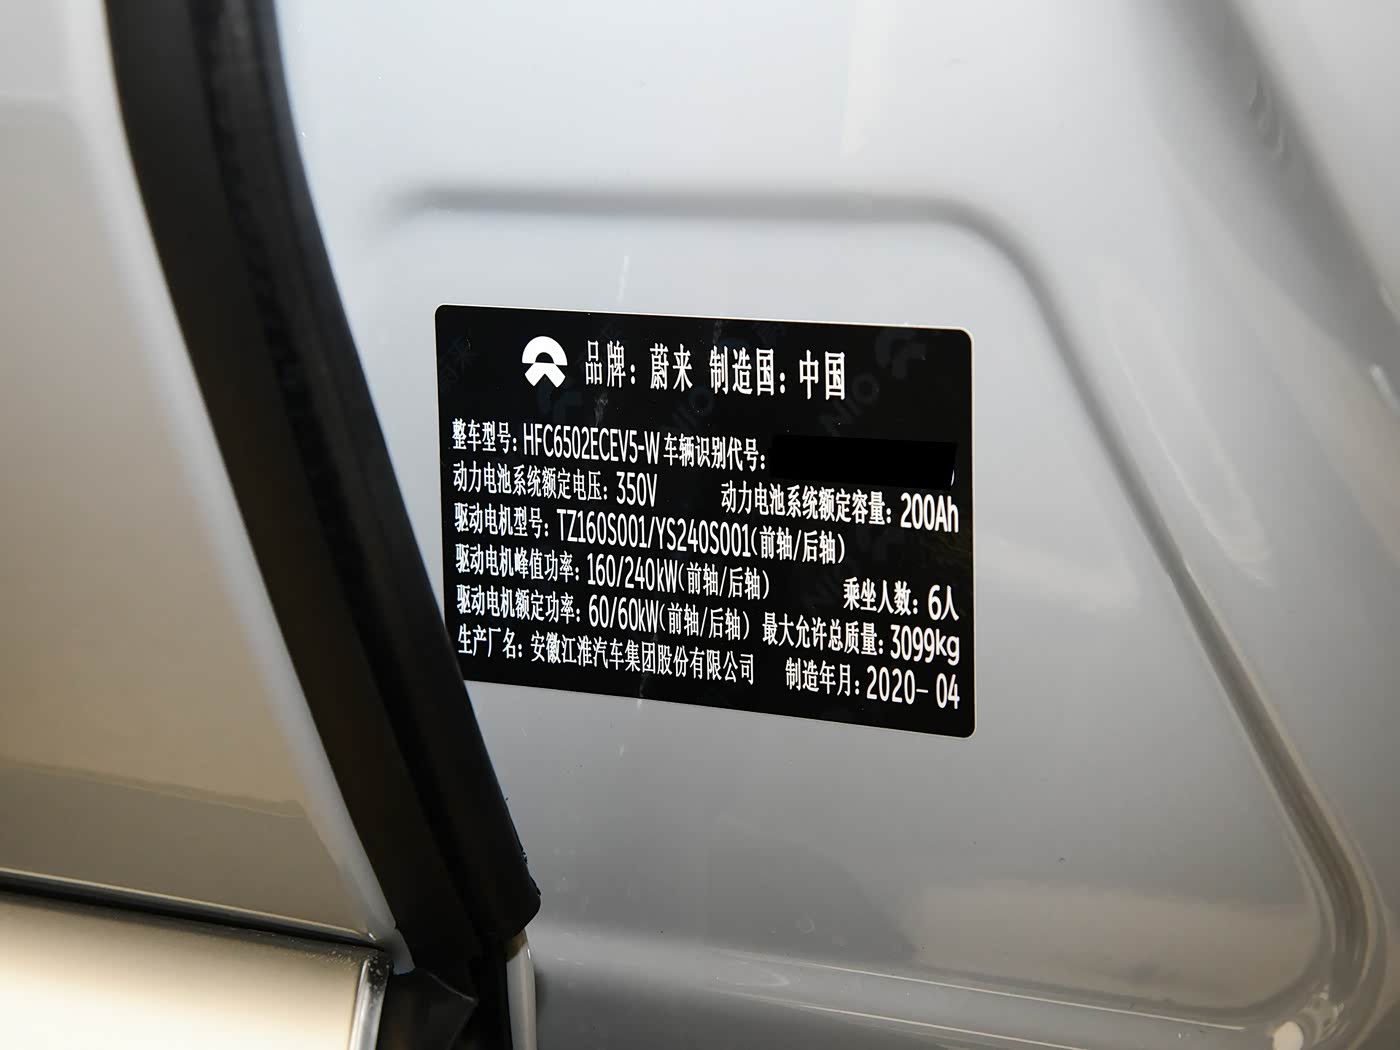 品牌：蔚来 制造国：中国
整车型号：HFC6502ECEV5-W 车辆识别代号：
动力电池系统额定电压：350V 动力电池系统额定容量：200Ah
驱动电机型号：TZ160S001/YS240S001(前轴/后轴)
驱动电机峰值功率：160/240kW(前轴/后轴) 乘坐人数：6人
驱动电机额定功率：60/60kW(前轴/后轴) 最大允许总质量：3099kg
生产厂名：安徽江淮汽车集团股份有限公司 制造年月：2020-04